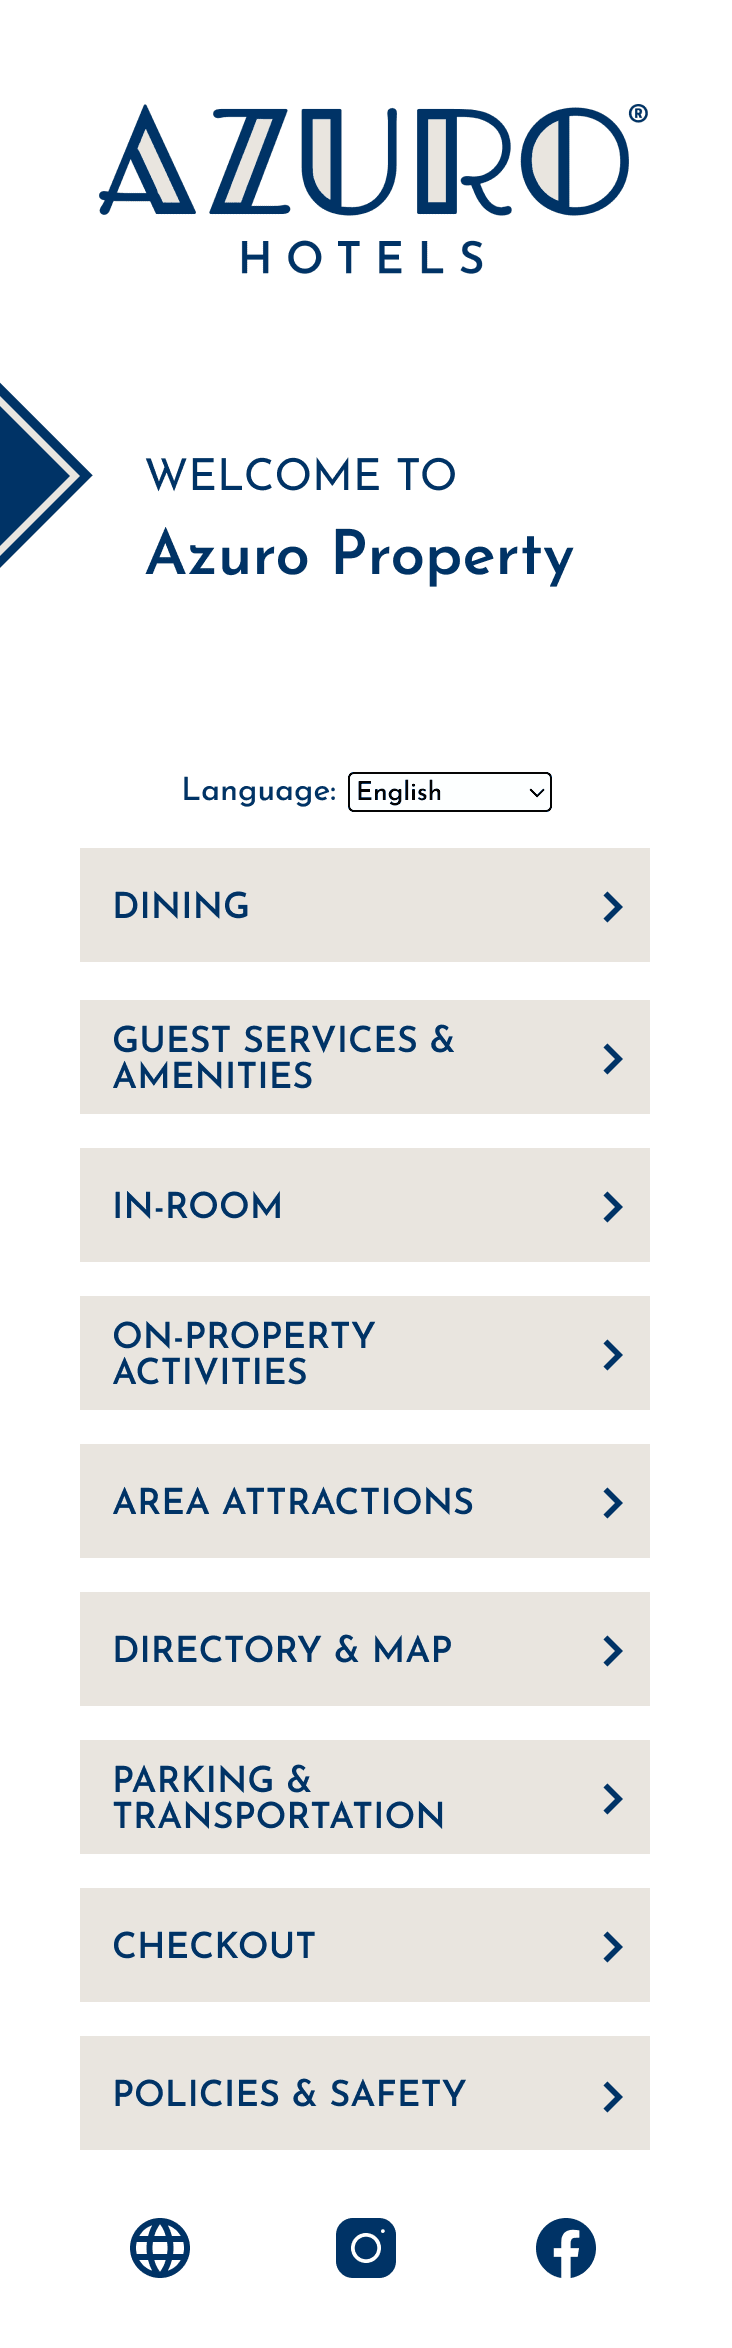 AZURO®
HOTELS
WELCOME TO
Azuro Property
Language: English
DINING
GUEST SERVICES &
AMENITIES
IN-ROOM
ON-PROPERTY
ACTIVITIES
AREA ATTRACTIONS
DIRECTORY & MAP
PARKING &
TRANSPORTATION
CHECKOUT
POLICIES & SAFETY